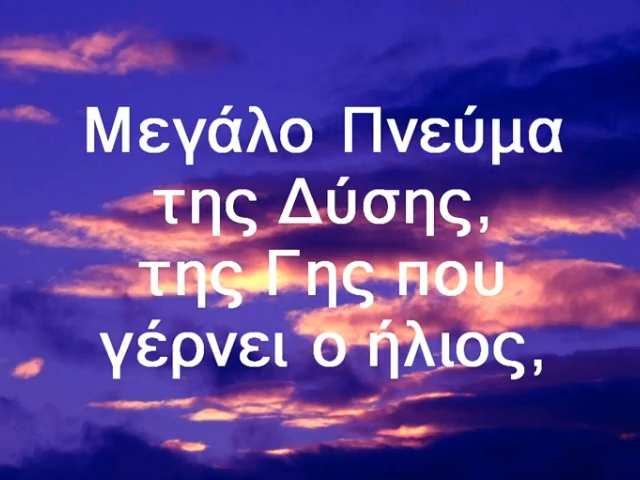 Μεγάλο Πνεύμα
της Δύσης,
της Γης που
γέρνει ο ήλιος,